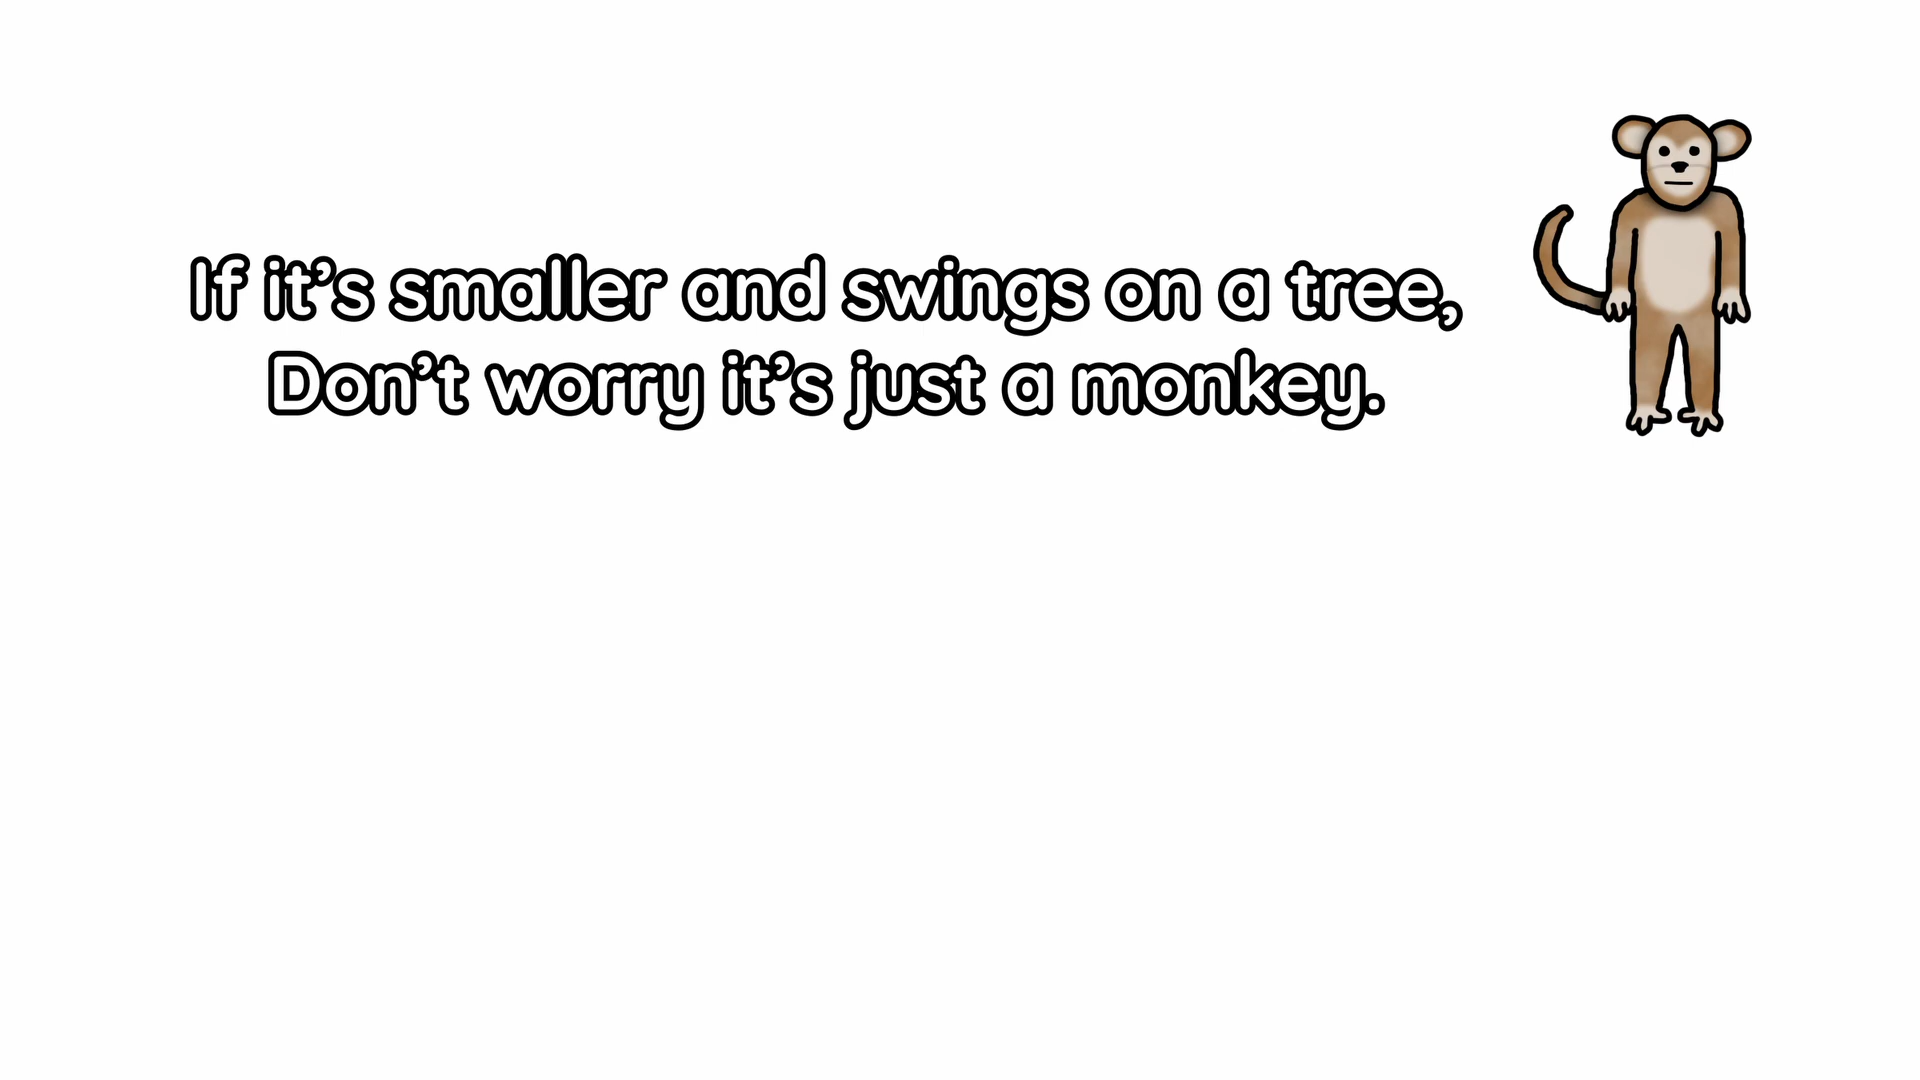 If it’s smaller and swings on a tree,
Don’t worry it’s just a monkey.